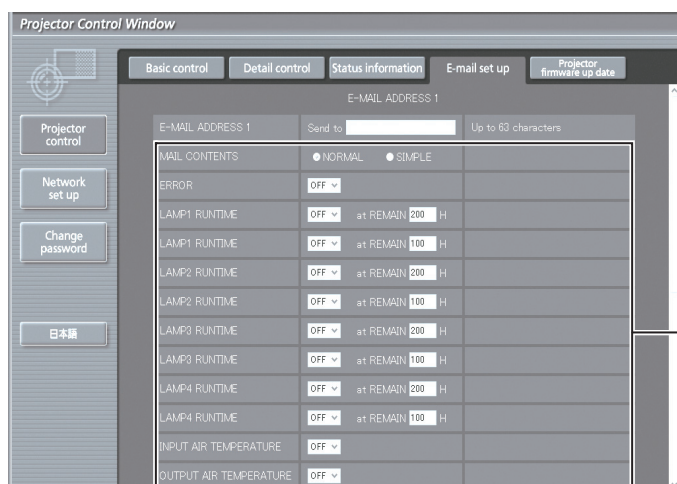 Projector Control Window
Basic control
Detail control
Status information
E-mail set up
Projector
firmware up date
E-MAIL ADDRESS 1
Projector
control
Network
set up
Change
password
日本語
E-MAIL ADDRESS 1 Send to Up to 63 characters
MAIL CONTENTS NORMAL SIMPLE
ERROR OFF
LAMP1 RUNTIME OFF at REMAIN 200 H
LAMP1 RUNTIME OFF at REMAIN 100 H
LAMP2 RUNTIME OFF at REMAIN 200 H
LAMP2 RUNTIME OFF at REMAIN 100 H
LAMP3 RUNTIME OFF at REMAIN 200 H
LAMP3 RUNTIME OFF at REMAIN 100 H
LAMP4 RUNTIME OFF at REMAIN 200 H
LAMP4 RUNTIME OFF at REMAIN 100 H
INPUT AIR TEMPERATURE OFF
OUTPUT AIR TEMPERATURE OFF